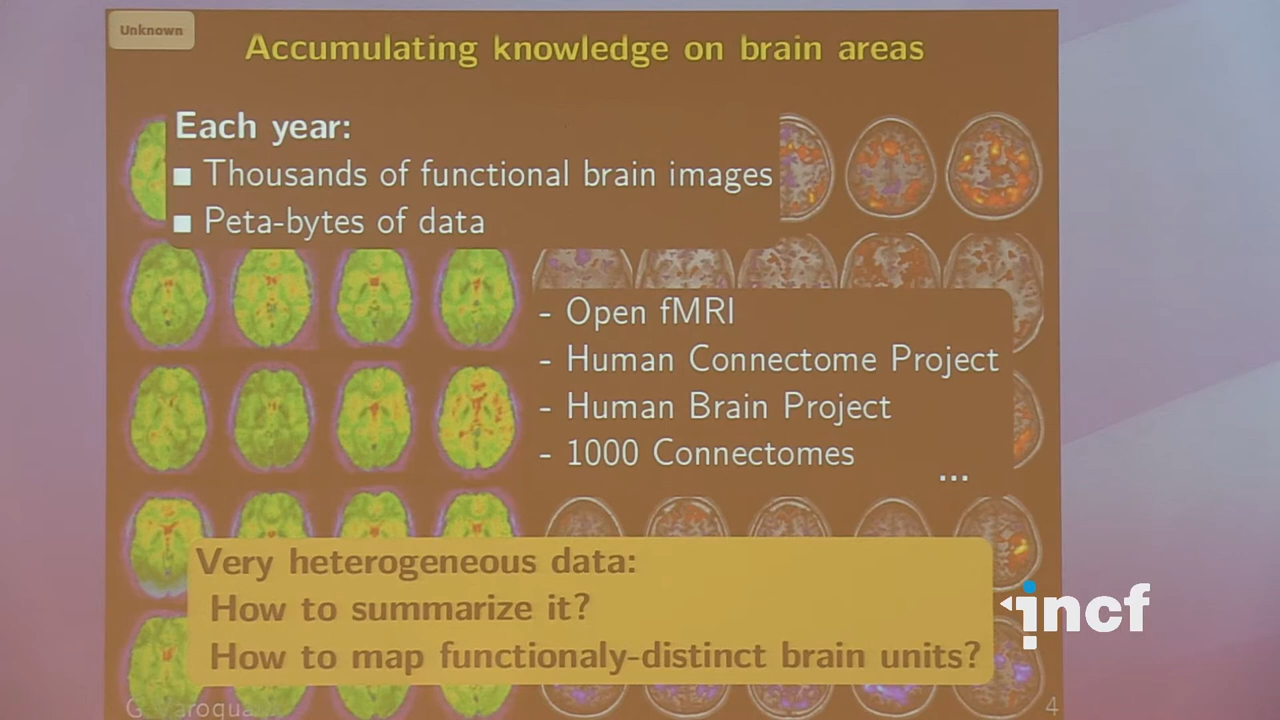 Unknown
Accumulating knowledge on brain areas
Each year:
■ Thousands of functional brain images
■ Peta-bytes of data
- Open fMRI
- Human Connectome Project
- Human Brain Project
- 1000 Connectomes
...
Very heterogeneous data:
How to summarize it?
How to map functionaly-distinct brain units?
incf
G
4